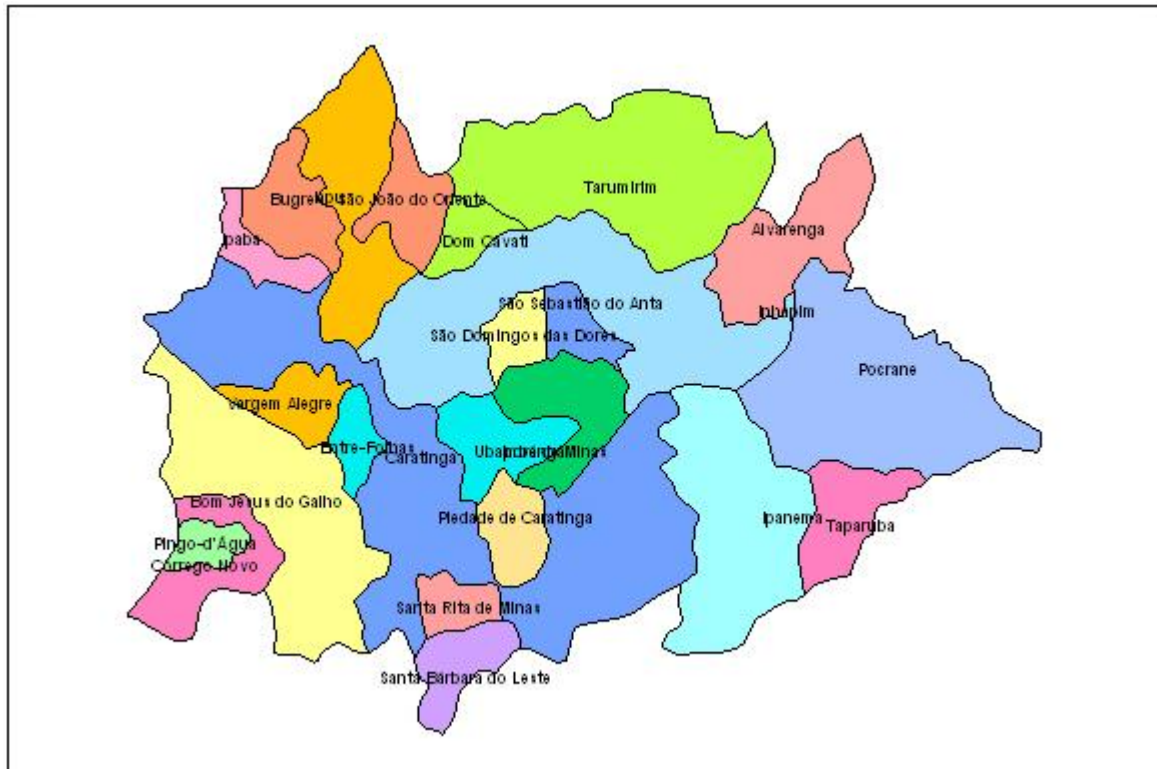 Tarumirim
Bugre
São João do Oriente
Alvarenga
Ipaba
Dom Cavati
São Sebastião do Anta
Inhapim
São Domingos das Dores
Pocrane
Vargem Alegre
Entre-Folhas
Caratinga
Bom Jesus do Galho
Piedade de Caratinga
Ipanema
Taparuba
Pingo-d'Água
Córrego Novo
Santa Rita de Minas
Santa Bárbara do Leste